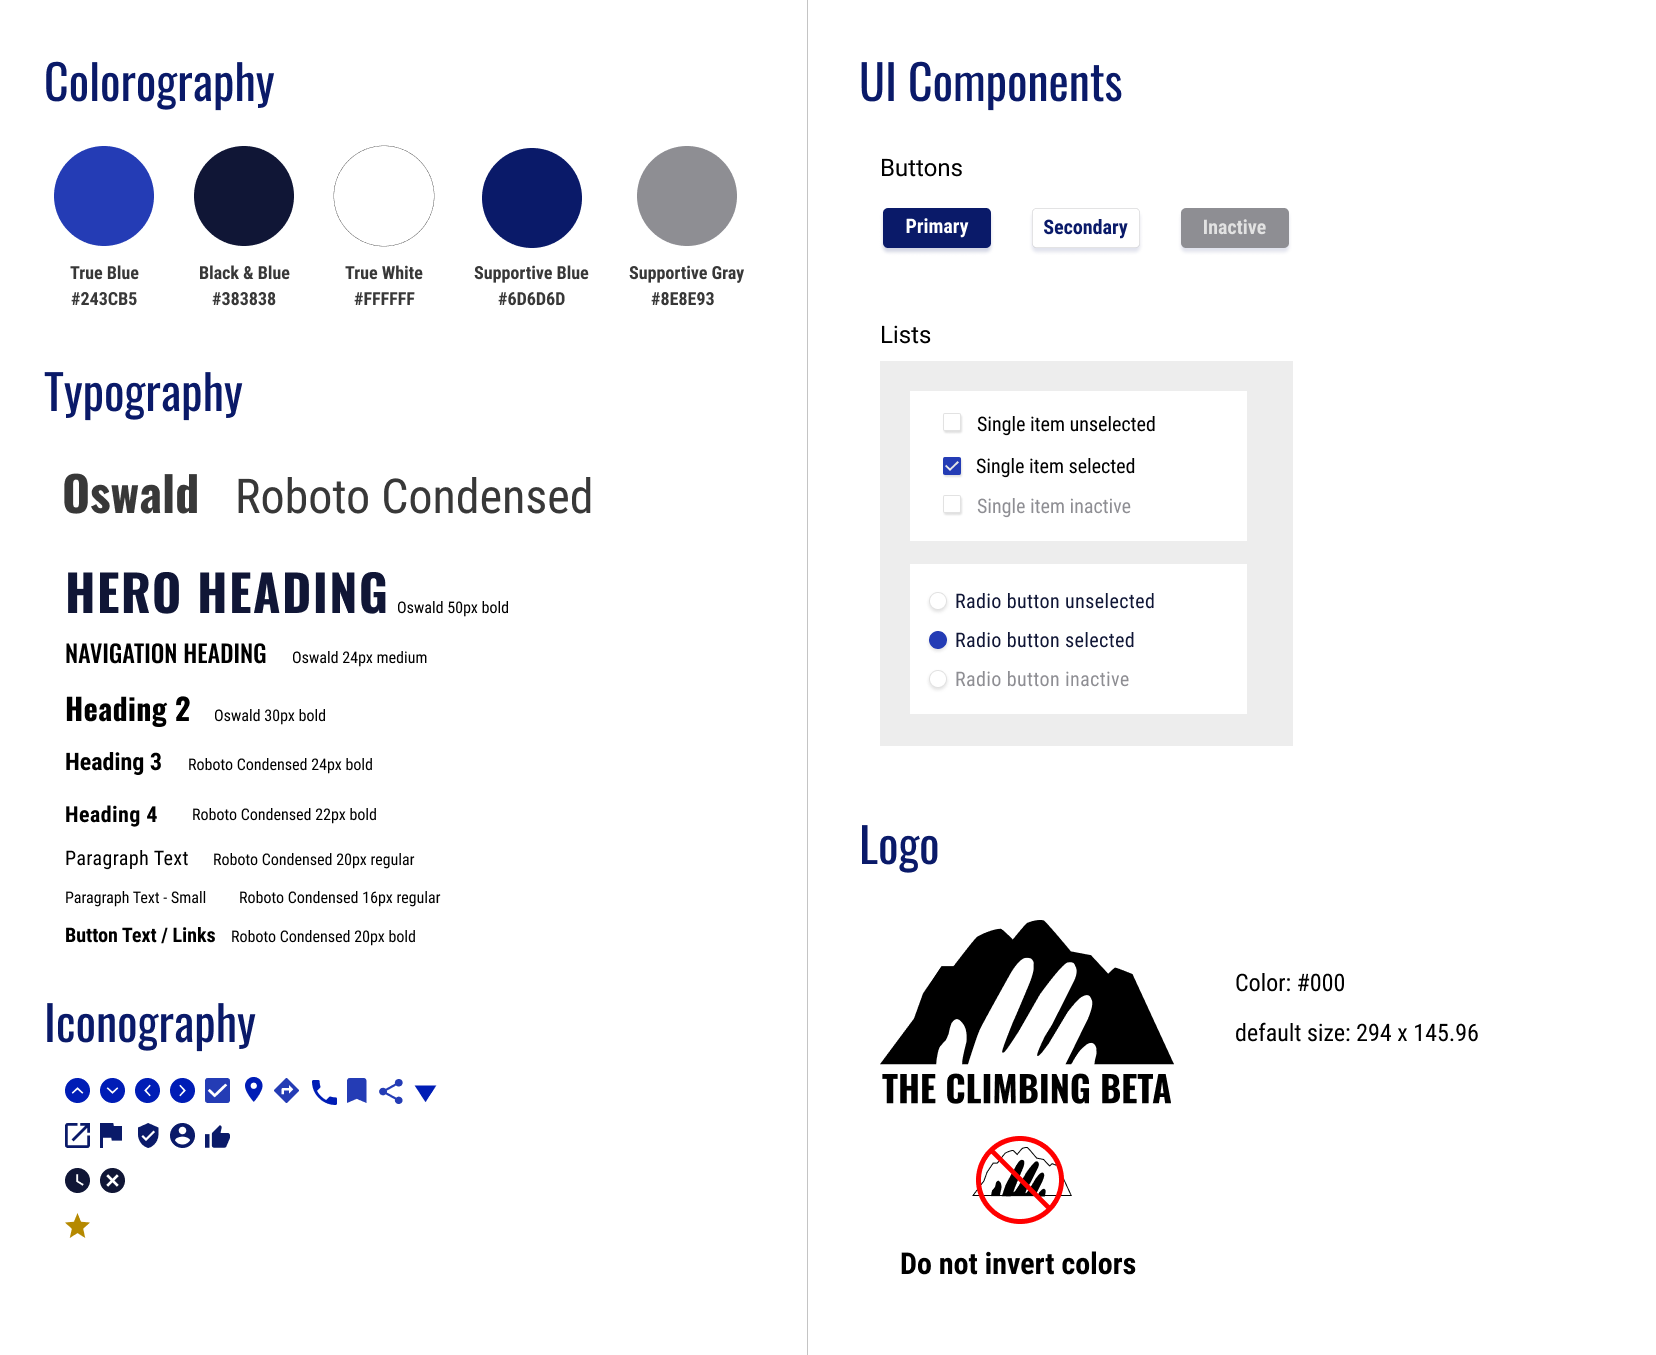 Colorography
True Blue
#243CB5
Black & Blue
#383838
True White
#FFFFFF
Supportive Blue
#6D6D6D
Supportive Gray
#8E8E93
Typography
Oswald Roboto Condensed
HERO HEADING Oswald 50px bold
NAVIGATION HEADING Oswald 24px medium
Heading 2 Oswald 30px bold
Heading 3 Roboto Condensed 24px bold
Heading 4 Roboto Condensed 22px bold
Paragraph Text Roboto Condensed 20px regular
Paragraph Text - Small Roboto Condensed 16px regular
Button Text / Links Roboto Condensed 20px bold
Iconography
UI Components
Buttons
Primary Secondary Inactive
Lists
Single item unselected
Single item selected
Single item inactive
Radio button unselected
Radio button selected
Radio button inactive
Logo
THE CLIMBING BETA
Color: #000
default size: 294 x 145.96
Do not invert colors